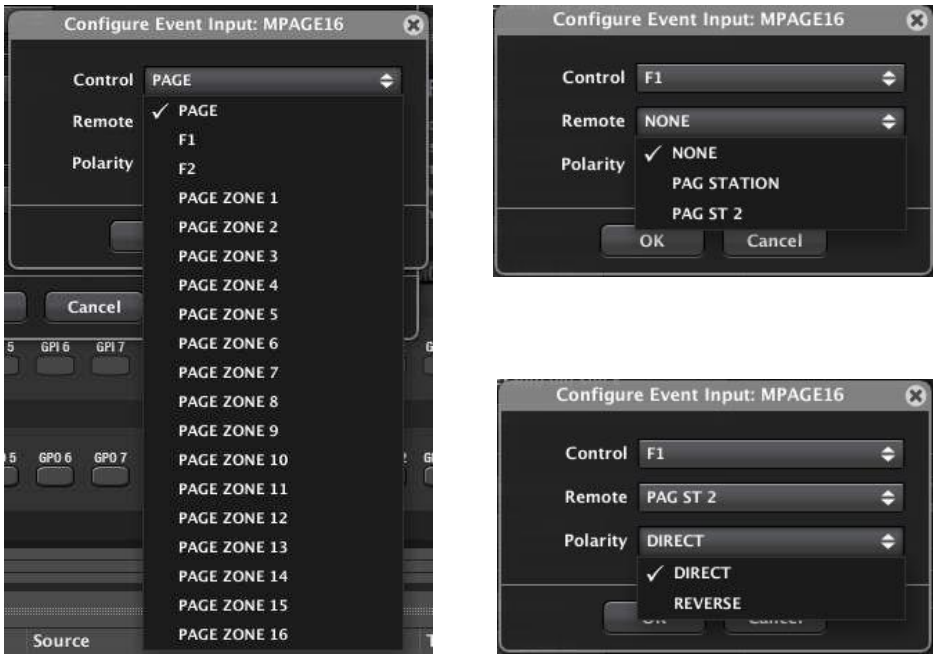 Configure Event Input: MPAGE16
Control PAGE
✓ PAGE
Remote
F1
Polarity
F2
PAGE ZONE 1
PAGE ZONE 2
PAGE ZONE 3
PAGE ZONE 4
Cancel
PAGE ZONE 5
5 GPI 6 GPI 7
PAGE ZONE 6
PAGE ZONE 7
PAGE ZONE 8
PAGE ZONE 9
5 GPO 6 GPO 7
PAGE ZONE 10
PAGE ZONE 11
PAGE ZONE 12
PAGE ZONE 13
PAGE ZONE 14
PAGE ZONE 15
PAGE ZONE 16
Source
Configure Event Input: MPAGE16
Control F1
Remote NONE
✓ NONE
Polarity
PAG STATION
PAG ST 2
OK Cancel
Configure Event Input: MPAGE16
Control F1
Remote PAG ST 2
Polarity DIRECT
✓ DIRECT
REVERSE